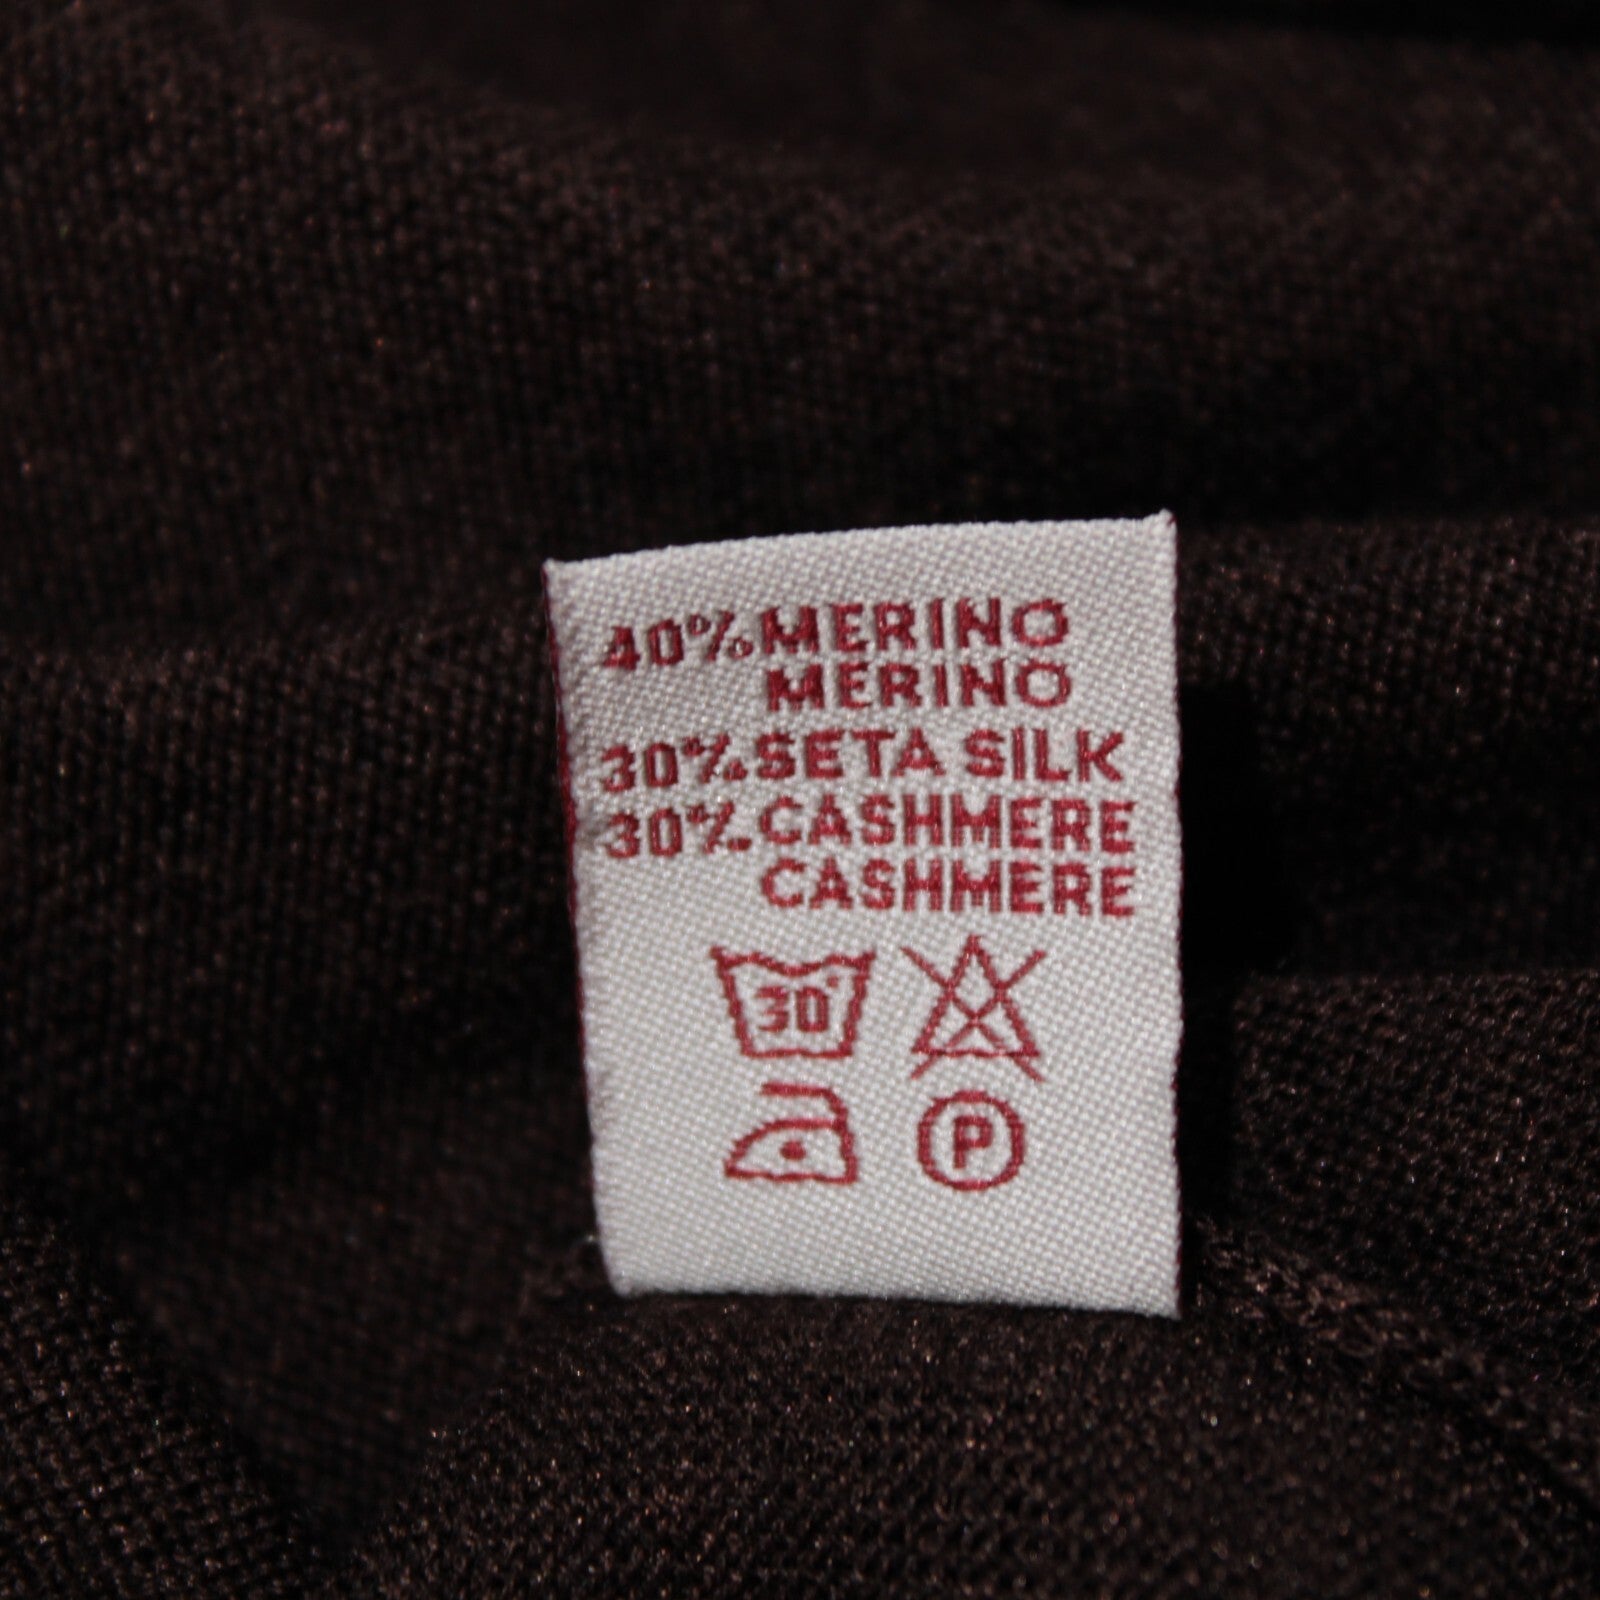 40% MERINO
MERINO
30% SETA SILK
30% CASHMERE
CASHMERE
30°
P